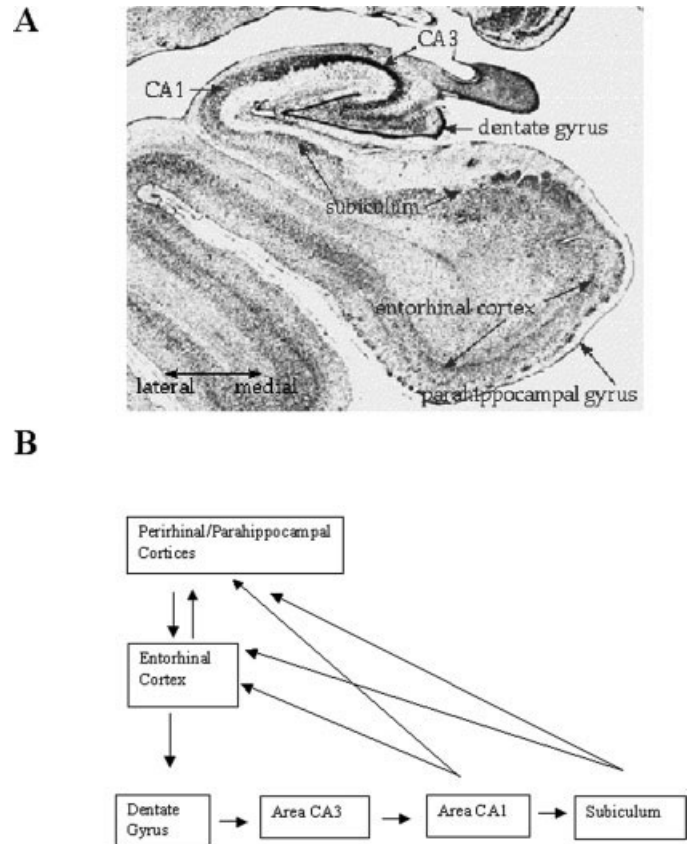 A
CA3
CA1
dentate gyrus
subiculum
entorhinal cortex
lateral medial
parahippocampal gyrus
B
Perirhinal/Parahippocampal
Cortices
Entorhinal
Cortex
Dentate
Gyrus
Area CA3
Area CA1
Subiculum